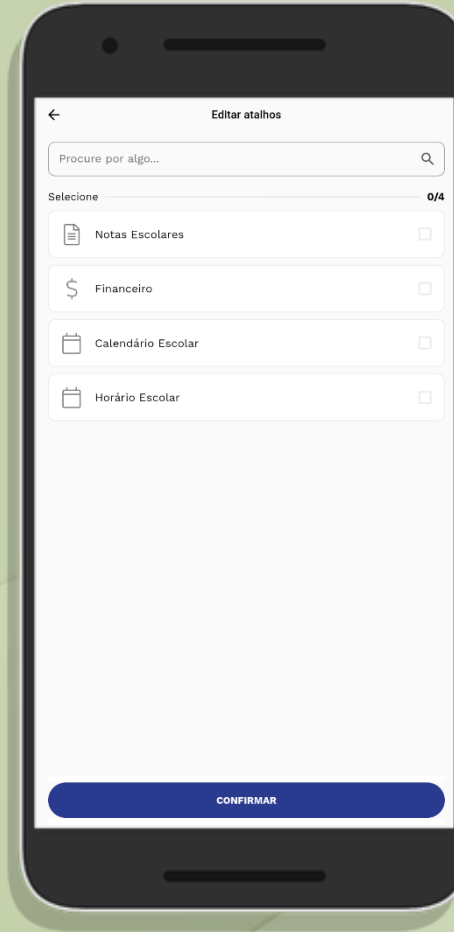 Editar atalhos
Procure por algo...
Selecione 0/4
Notas Escolares
Financeiro
Calendário Escolar
Horário Escolar
CONFIRMAR